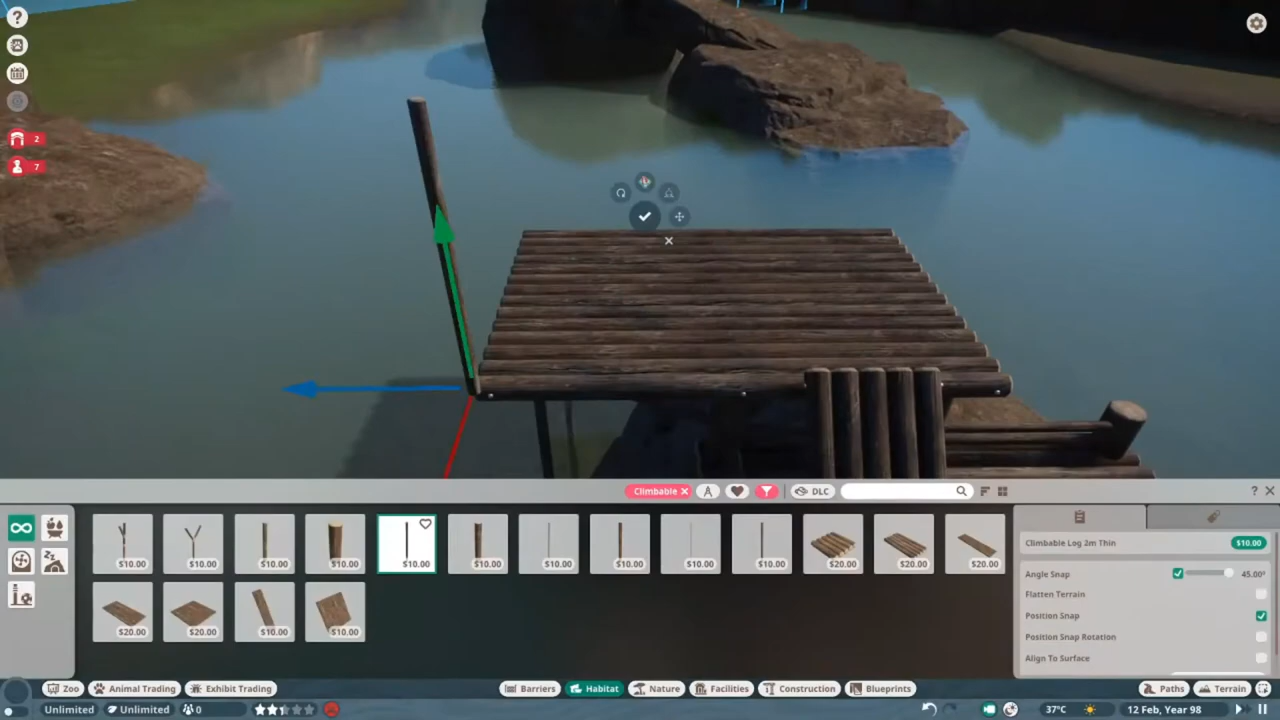 ?
2
7
Climbable ×
DLC
? ×
$10.00 $10.00 $10.00 $10.00 $10.00 $10.00 $10.00 $10.00 $10.00 $10.00 $20.00 $20.00 $20.00
$20.00 $20.00 $10.00 $10.00
Climbable Log 2m Thin $10.00
Angle Snap 45.00°
Flatten Terrain
Position Snap
Position Snap Rotation
Align To Surface
Zoo Animal Trading Exhibit Trading Barriers Habitat Nature Facilities Construction Blueprints Paths Terrain
Unlimited Unlimited 0 37°C 12 Feb, Year 98